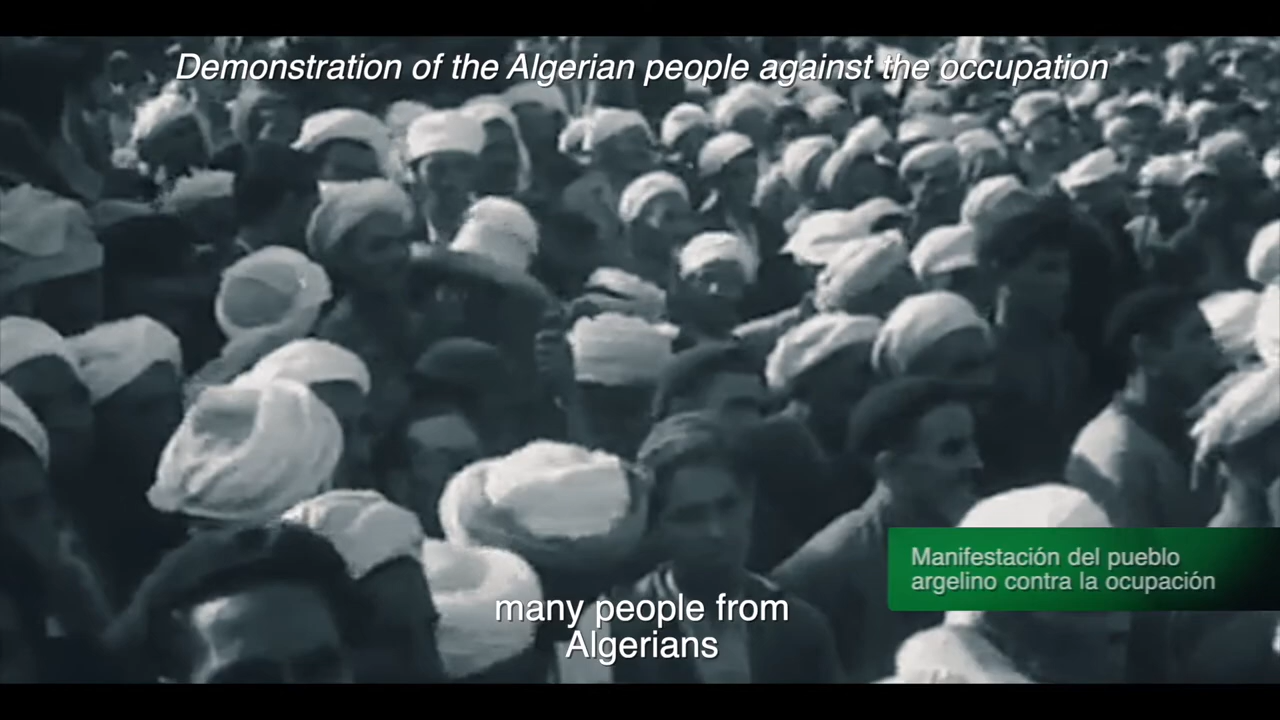 Demonstration of the Algerian people against the occupation
Manifestación del pueblo
argelino contra la ocupación
many people from
Algerians